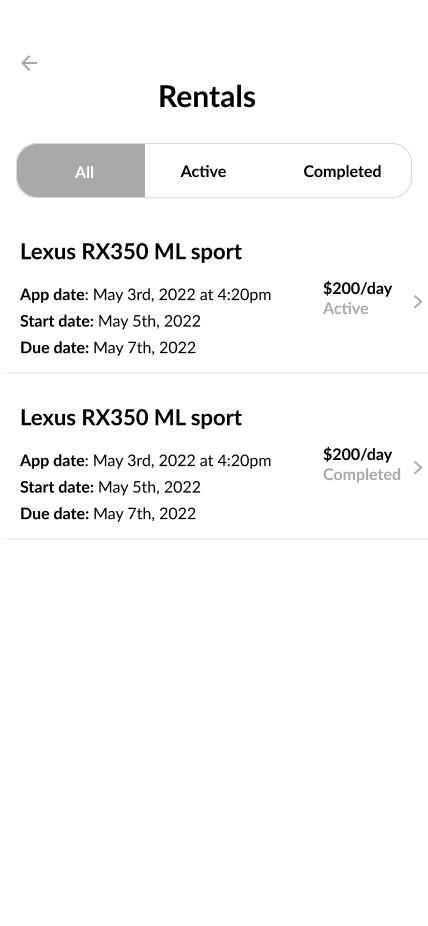 Rentals
All Active Completed
Lexus RX350 ML sport
App date: May 3rd, 2022 at 4:20pm
$200/day
Active
Start date: May 5th, 2022
Due date: May 7th, 2022
Lexus RX350 ML sport
App date: May 3rd, 2022 at 4:20pm
$200/day
Completed
Start date: May 5th, 2022
Due date: May 7th, 2022